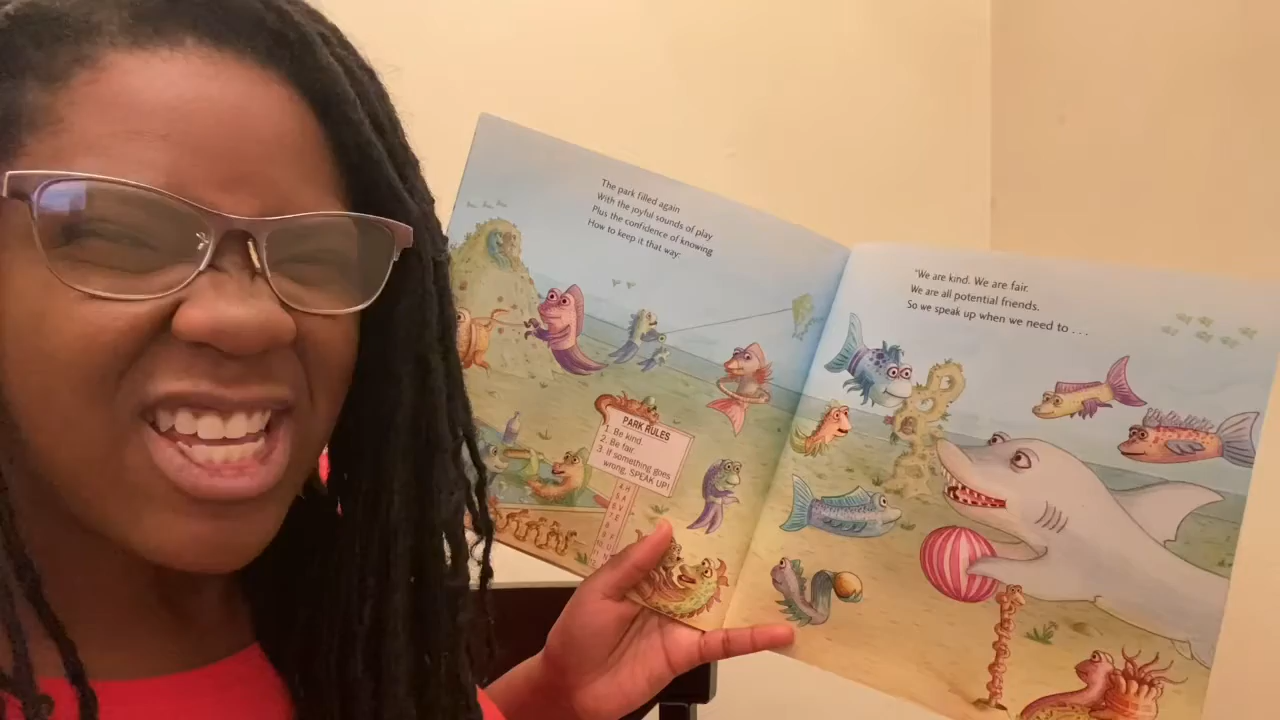 The park filled again
With the joyful sounds of play
Plus the confidence of knowing
How to keep it that way.
PARK RULES
1. Be kind.
2. Be fair.
3. If something goes
wrong, SPEAK UP!
"We are kind. We are fair.
We are all potential friends.
So we speak up when we need to . . .